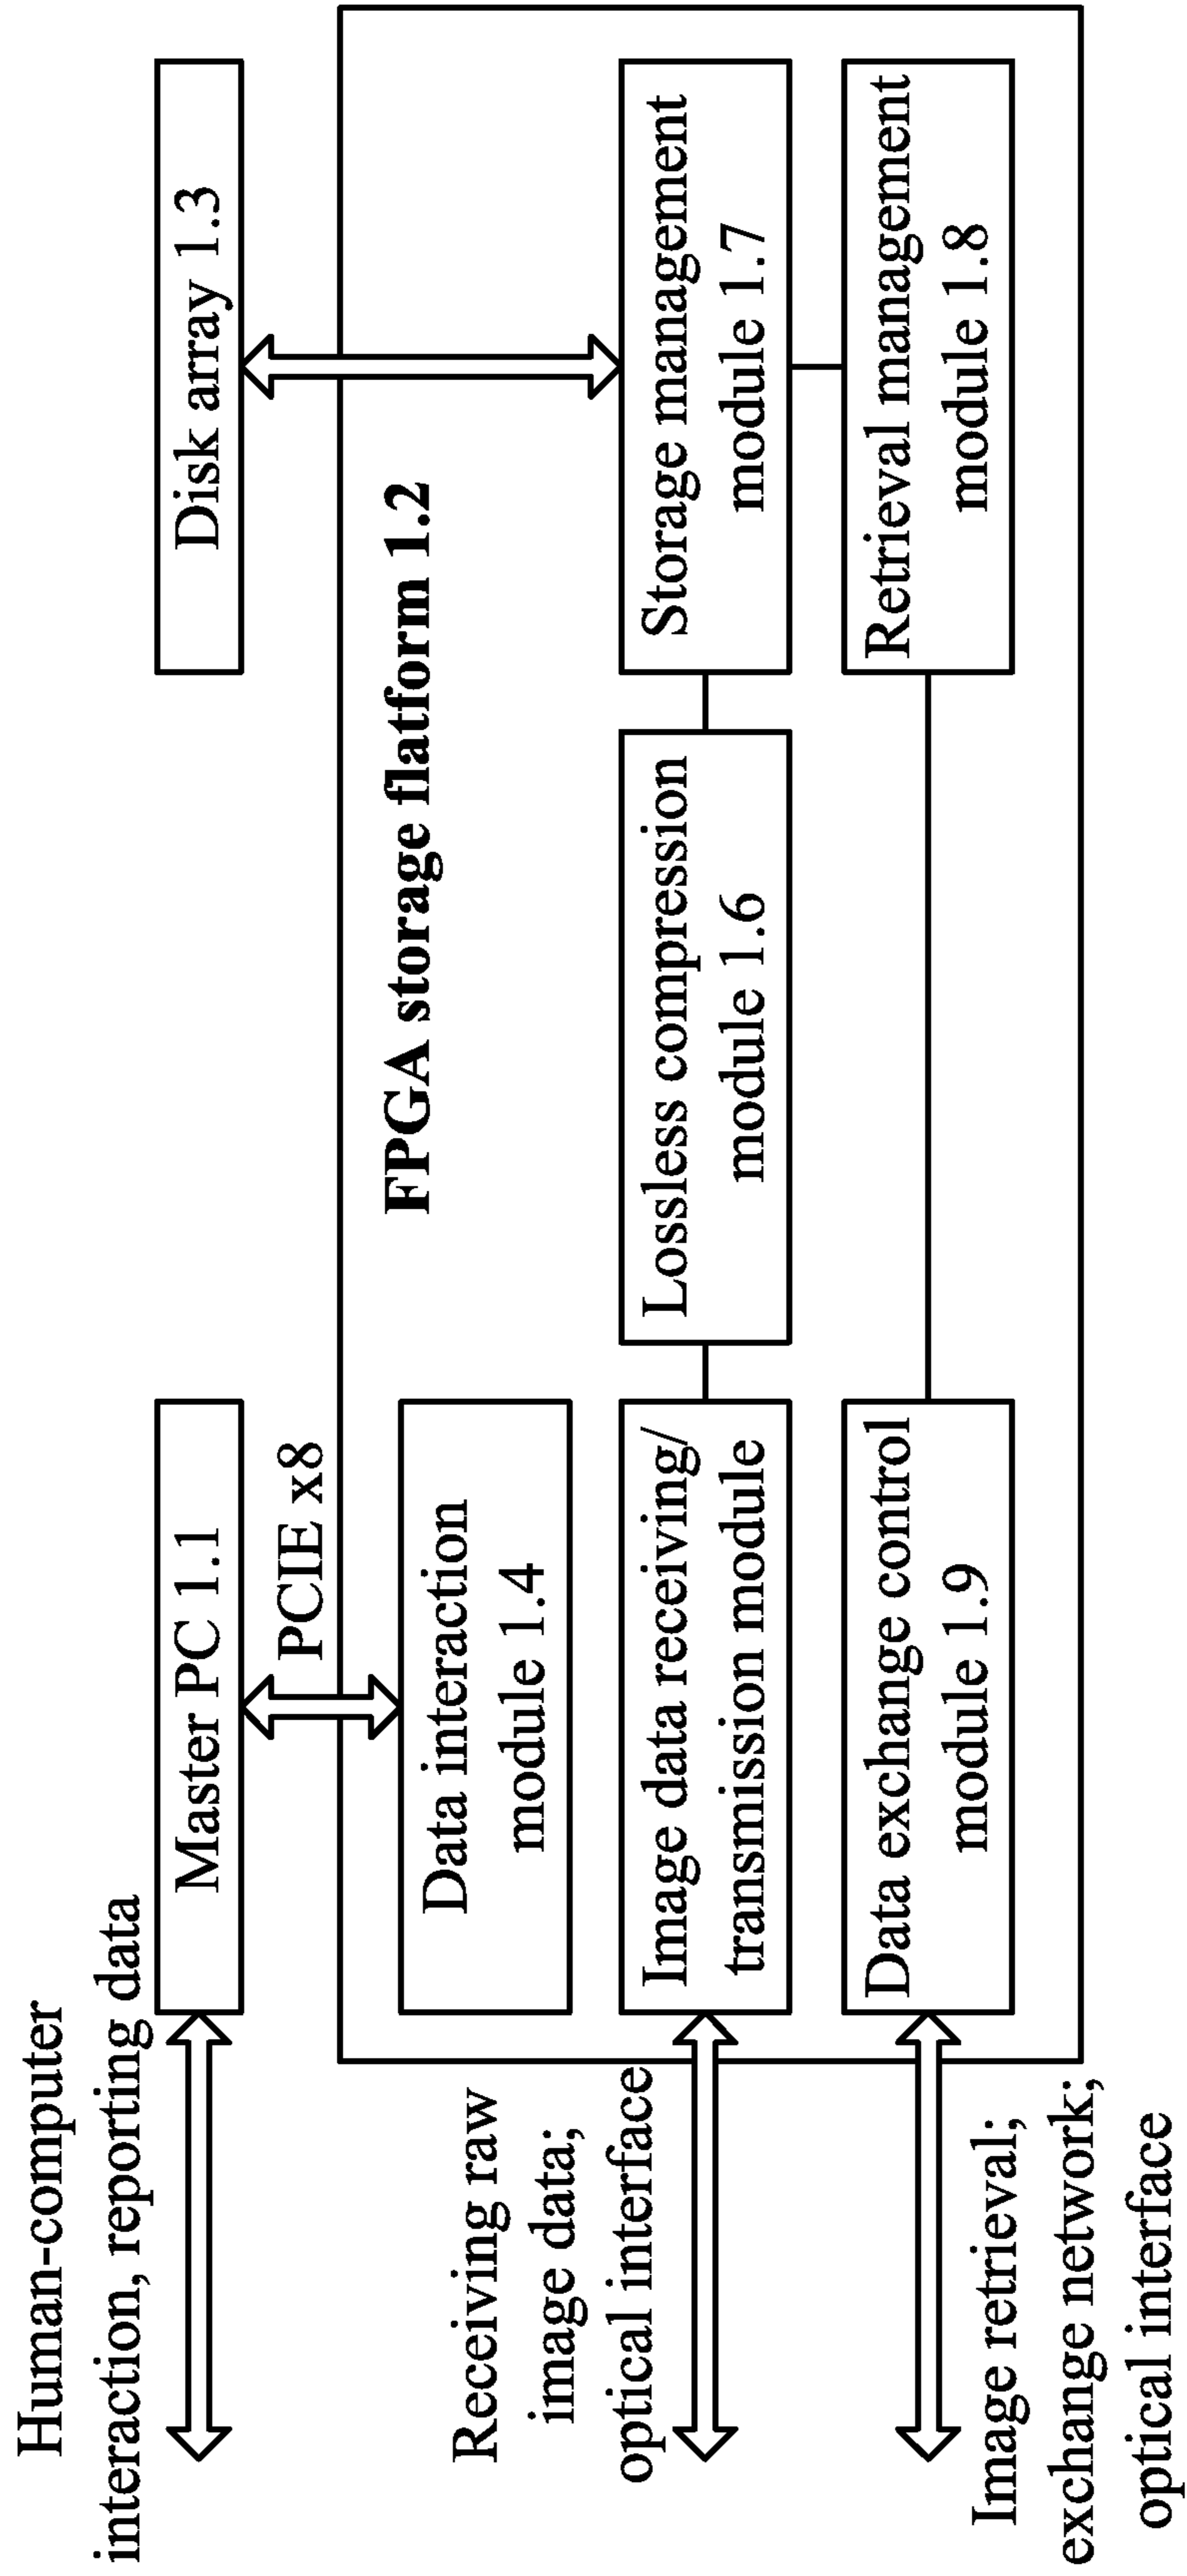 Human-computer
interaction, reporting data
Master PC 1.1
Disk array 1.3
PCIE x8
FPGA storage flatform 1.2
Data interaction
module 1.4
Receiving raw
image data;
optical interface
Image data receiving/
transmission module
Lossless compression
module 1.6
Storage management
module 1.7
Image retrieval;
exchang network;
optical interface
Data exchange control
module 1.9
Retrieval management
module 1.8